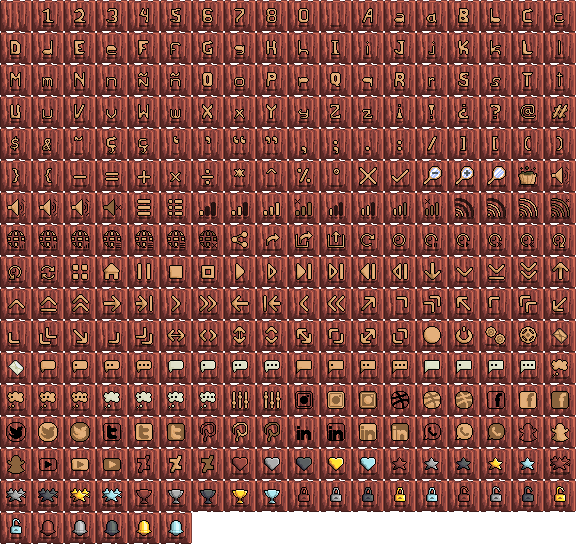 1 2 3 4 5 6 7 8 0 A a a B b C c
D d E e F f G g H h I i J j K k L l
M m N n Ñ ñ O o P p Q q R r S s T t
U u V v W w X x Y y Z z ¡ ! ¿ ? @ #
$ & ~ Ç ç ‘ ’ “ ” , ; . : / ] [ ( )
} { − = + × ÷ * ^ % °